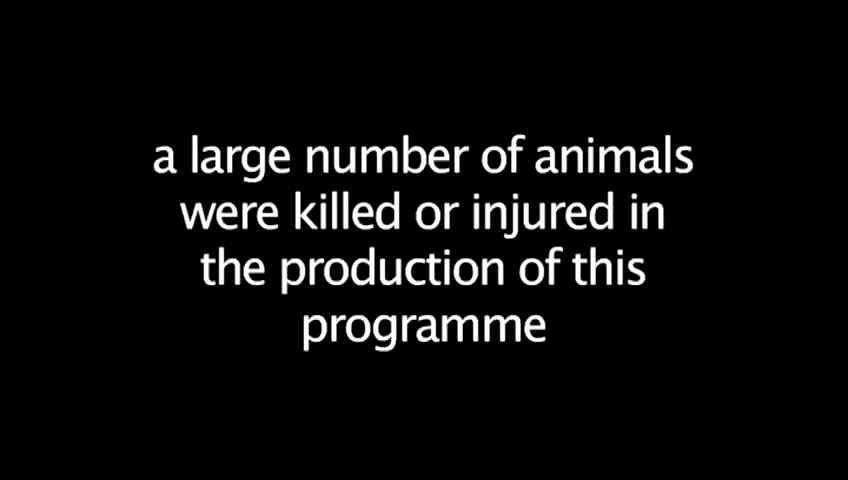 a large number of animals
were killed or injured in
the production of this
programme